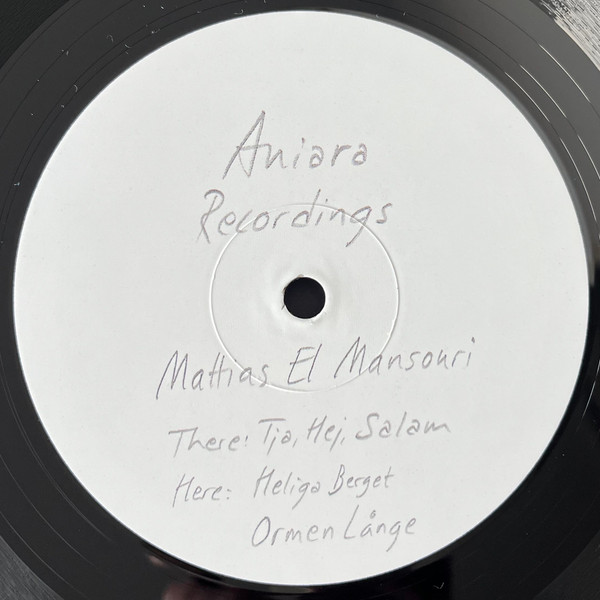 Aniara
Recordings
Mattias El Mansouri
There: Tja, Hej, Salam
Here: Heliga Berget
Ormen Långe